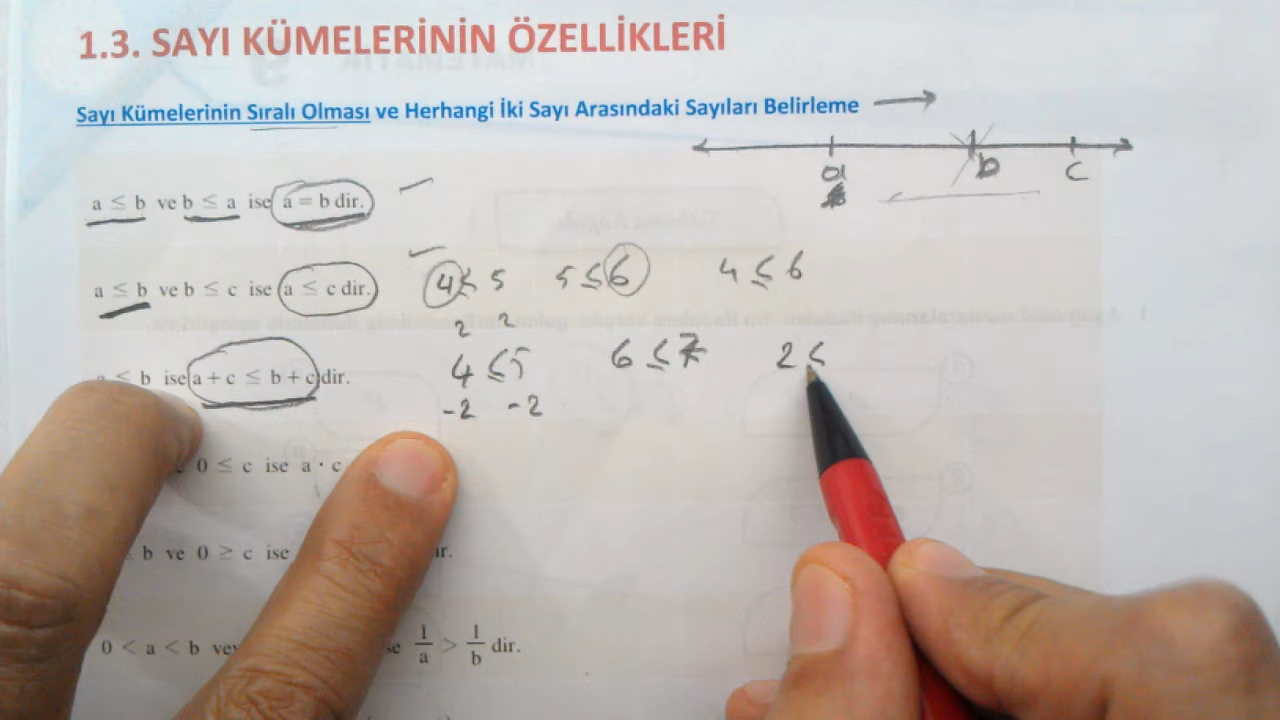 1.3. SAYI KÜMELERİNİN ÖZELLİKLERİ
Sayı Kümelerinin Sıralı Olması ve Herhangi İki Sayı Arasındaki Sayıları Belirleme
a b c
a ≤ b ve b ≤ a ise a = b dir.
a ≤ b ve b ≤ c ise a ≤ c dir. 4 ≤ 5 5 ≤ 6 4 ≤ 6
2 2
≤ b ise a + c ≤ b + c dir. 4 ≤ 5 6 ≤ 7 2 ≤
-2 -2
0 ≤ c ise a · c
b ve 0 ≥ c ise
0 < a < b 1/a > 1/b dir.